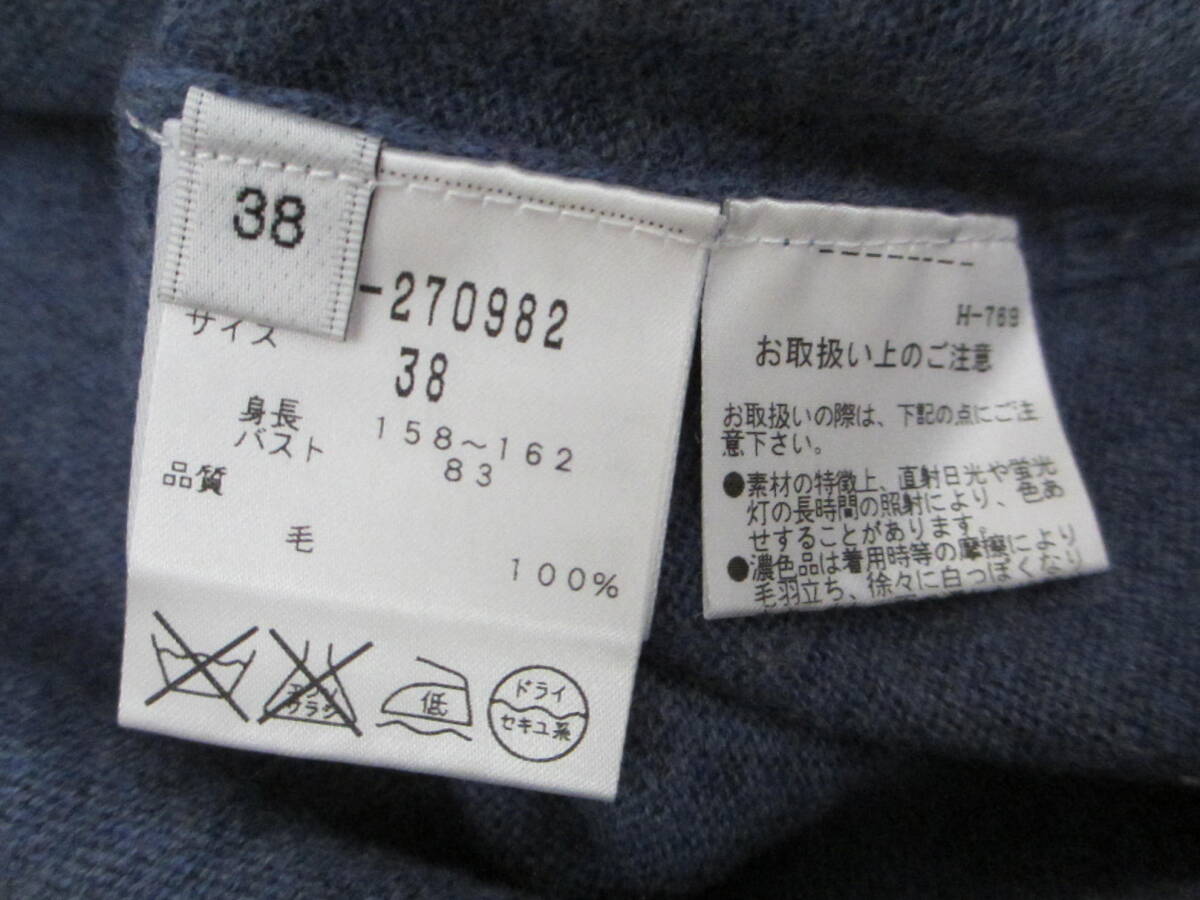 38
-270982
サイズ
38
身長 158～162
バスト 83
品質
毛
100%
エンソ
サラシ
低
ドライ
セキユ系
H-769
お取扱い上のご注意
お取扱いの際は、下記の点にご注
意下さい。
●素材の特徴上、直射日光や蛍光
灯の長時間の照射により、色あ
せすることがあります。
●濃色品は着用時等の摩擦により
毛羽立ち、徐々に白っぽくなり